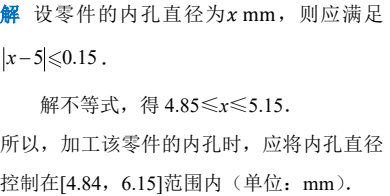 解 设零件的内孔直径为x mm，则应满足
|x−5|⩽0.15．
解不等式，得 4.85⩽x⩽5.15．
所以，加工该零件的内孔时，应将内孔直径
控制在[4.84，6.15]范围内（单位：mm）．